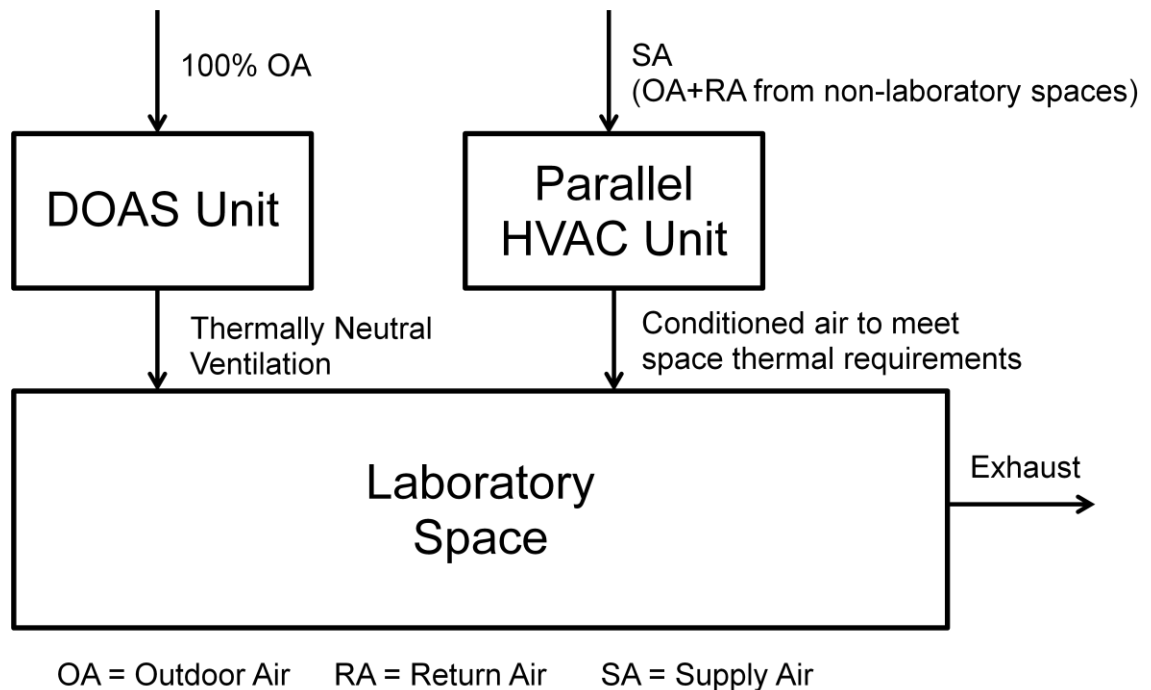 100% OA
SA
(OA+RA from non-laboratory spaces)
DOAS Unit
Parallel
HVAC Unit
Thermally Neutral
Ventilation
Conditioned air to meet
space thermal requirements
Laboratory
Space
Exhaust
OA = Outdoor Air RA = Return Air SA = Supply Air